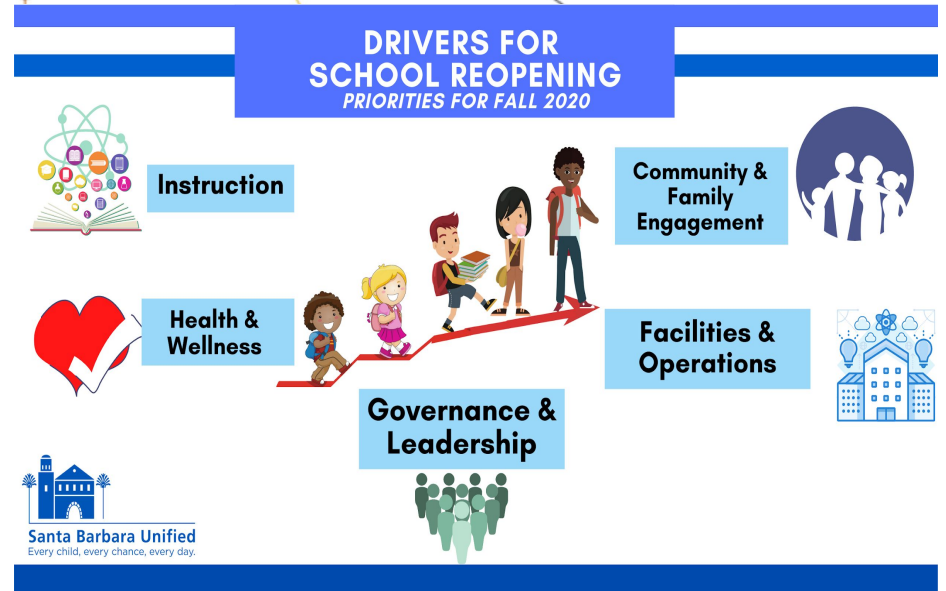 DRIVERS FOR
SCHOOL REOPENING
PRIORITIES FOR FALL 2020
Instruction
Community &
Family
Engagement
Health &
Wellness
Facilities &
Operations
Governance &
Leadership
Santa Barbara Unified
Every child, every chance, every day.